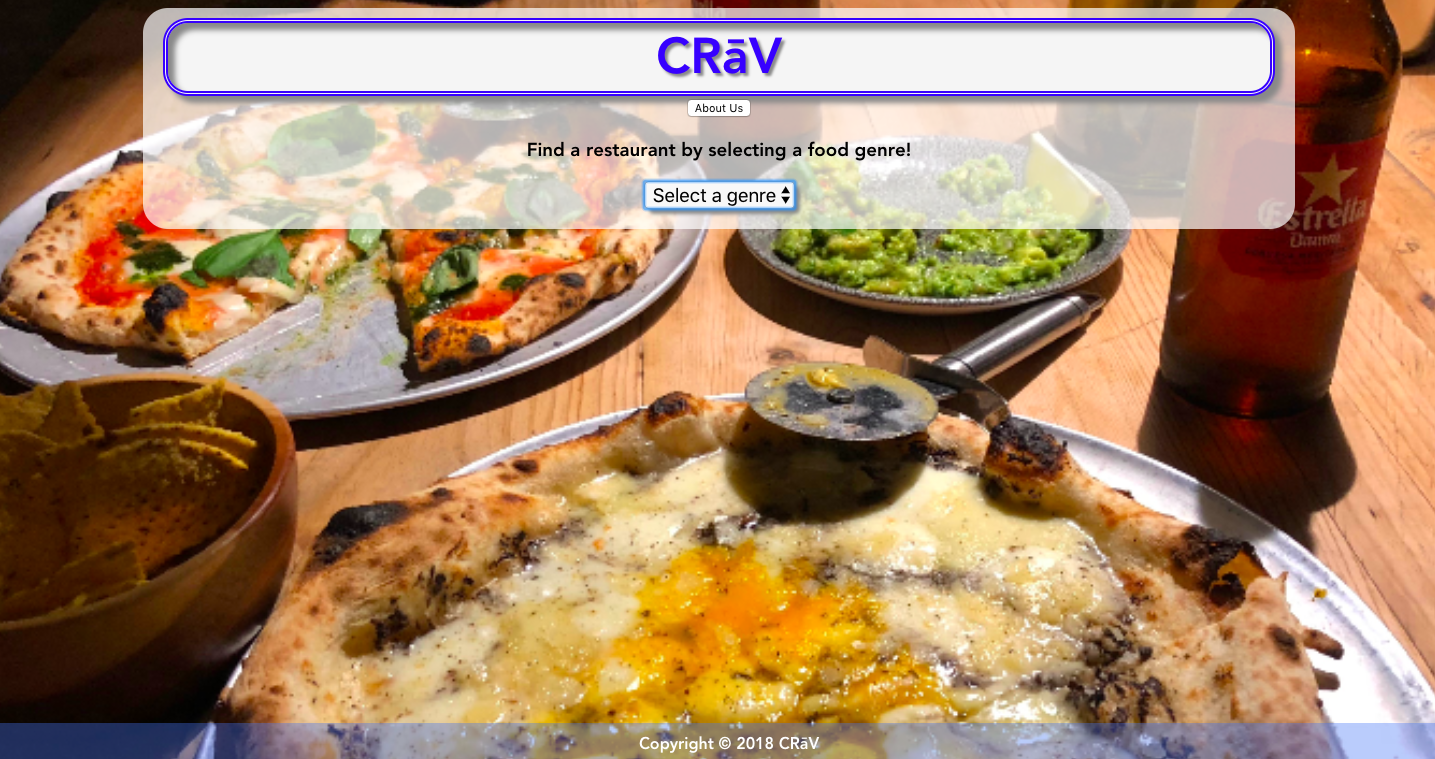 CRāV
About Us
Find a restaurant by selecting a food genre!
Select a genre
Estrella
Damm
Copyright © 2018 CRāV